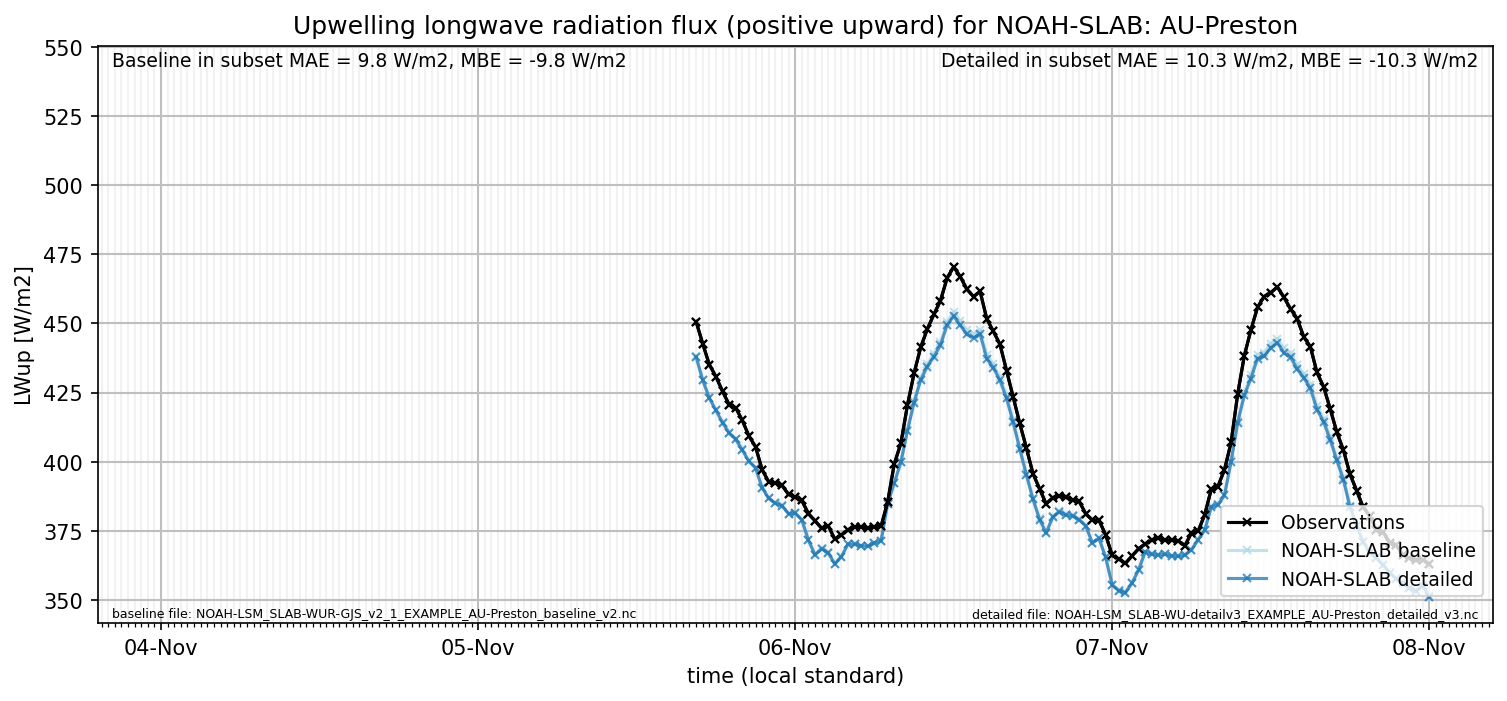 Upwelling longwave radiation flux (positive upward) for NOAH-SLAB: AU-Preston
Baseline in subset MAE = 9.8 W/m2, MBE = -9.8 W/m2
Detailed in subset MAE = 10.3 W/m2, MBE = -10.3 W/m2
550
525
500
475
450
425
400
375
350
LWup [W/m2]
Observations
NOAH-SLAB baseline
NOAH-SLAB detailed
baseline file: NOAH-LSM_SLAB-WUR-GJS_v2_1_EXAMPLE_AU-Preston_baseline_v2.nc
detailed file: NOAH-LSM_SLAB-WU-detailv3_EXAMPLE_AU-Preston_detailed_v3.nc
04-Nov
05-Nov
06-Nov
07-Nov
08-Nov
time (local standard)